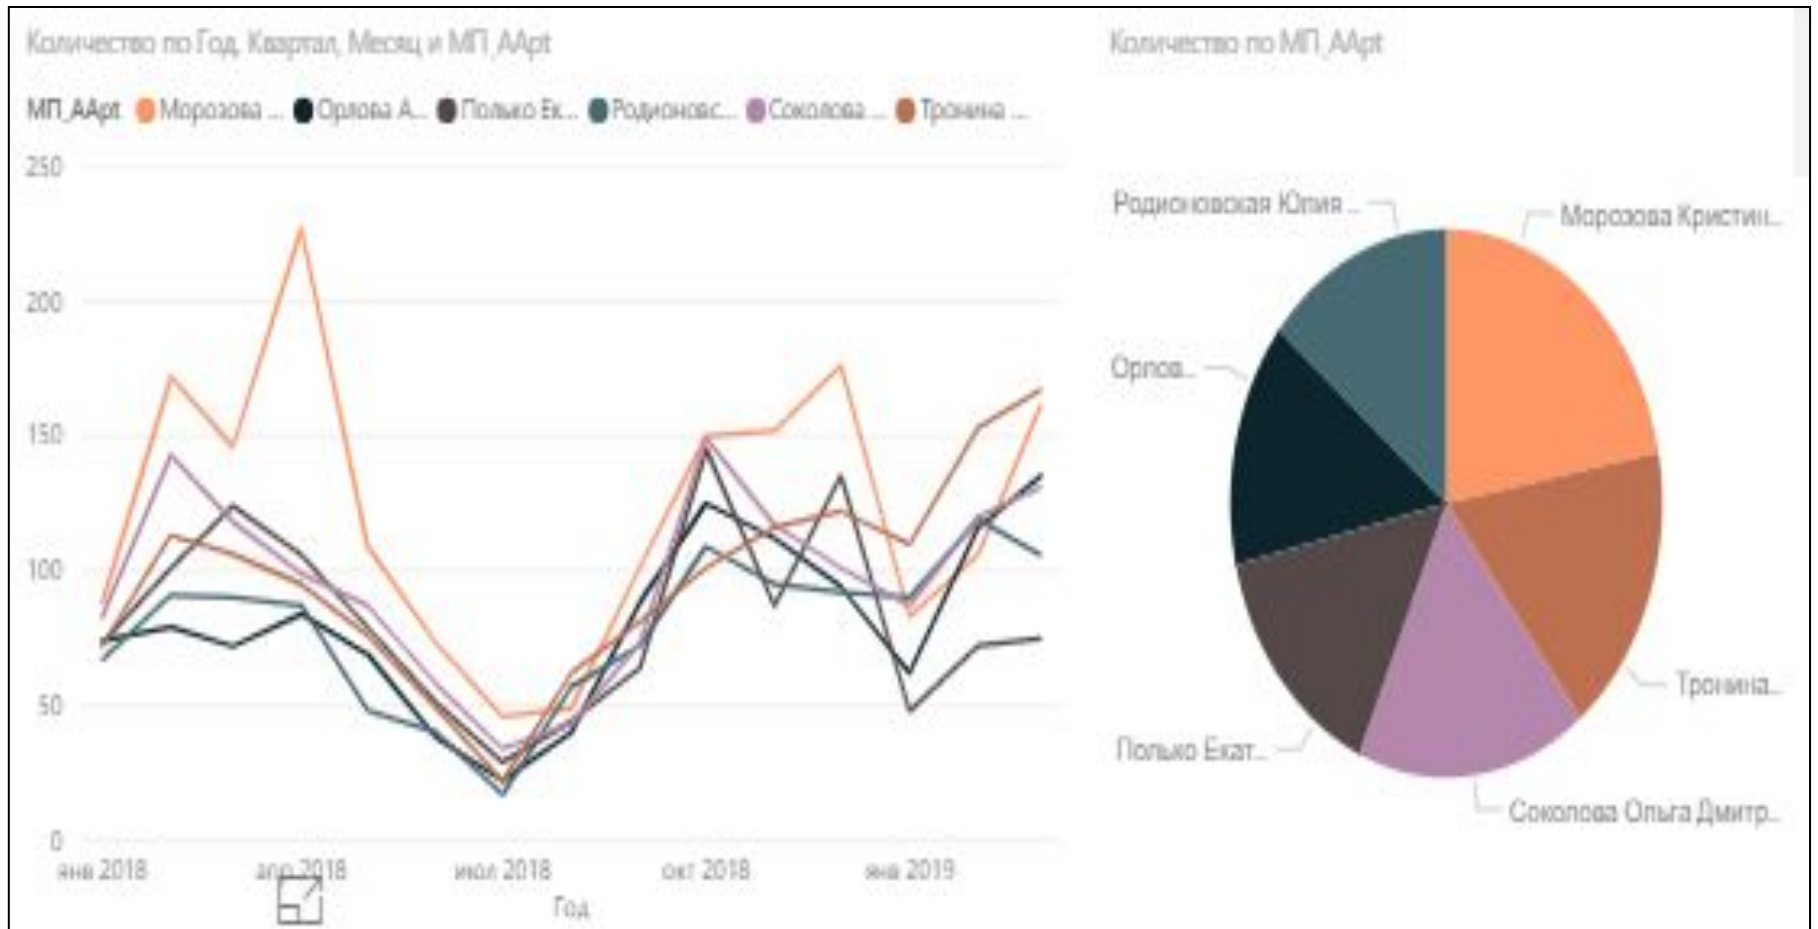 Количество по Год, Квартал, Месяц и МП_AApt
МП_AApt Морозова ... Орлова А... Полько Ек... Родионовс... Соколова ... Тронина ...
250
200
150
100
50
0
янв 2018 апр 2018 июл 2018 окт 2018 янв 2019
Год
Количество по МП_AApt
Родионовская Юлия ...
Морозова Кристин...
Орлов...
Тронина...
Полько Екат...
Соколова Ольга Дмитр...